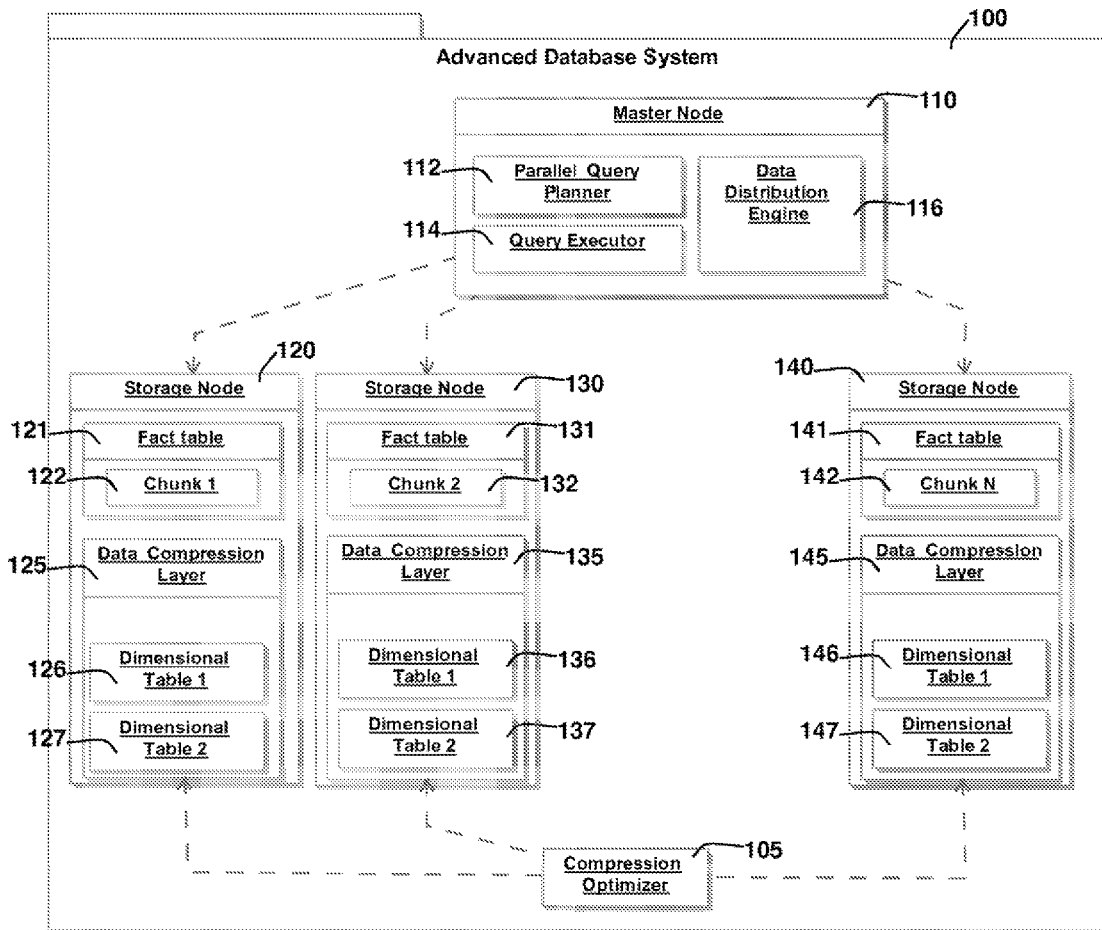 100
Advanced Database System
110
Master Node
112
Parallel Query
Planner
Data
Distribution
Engine
116
114
Query Executor
120
Storage Node
130
Storage Node
140
Storage Node
121
Fact table
131
Fact table
141
Fact table
122
Chunk 1
132
Chunk 2
142
Chunk N
125
Data Compression
Layer
135
Data Compression
Layer
145
Data Compression
Layer
126
Dimensional
Table 1
136
Dimensional
Table 1
146
Dimensional
Table 1
127
Dimensional
Table 2
137
Dimensional
Table 2
147
Dimensional
Table 2
105
Compression
Optimizer